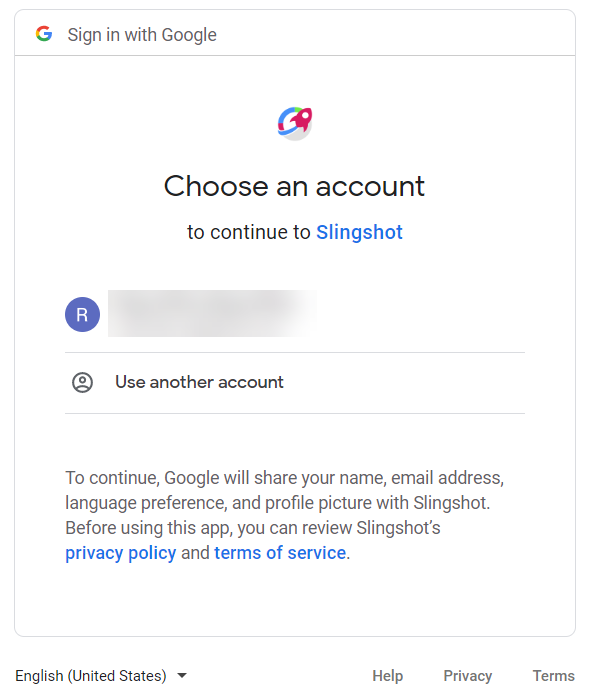 Sign in with Google
Choose an account
to continue to Slingshot
R
Use another account
To continue, Google will share your name, email address,
language preference, and profile picture with Slingshot.
Before using this app, you can review Slingshot's
privacy policy and terms of service.
English (United States)
Help
Privacy
Terms